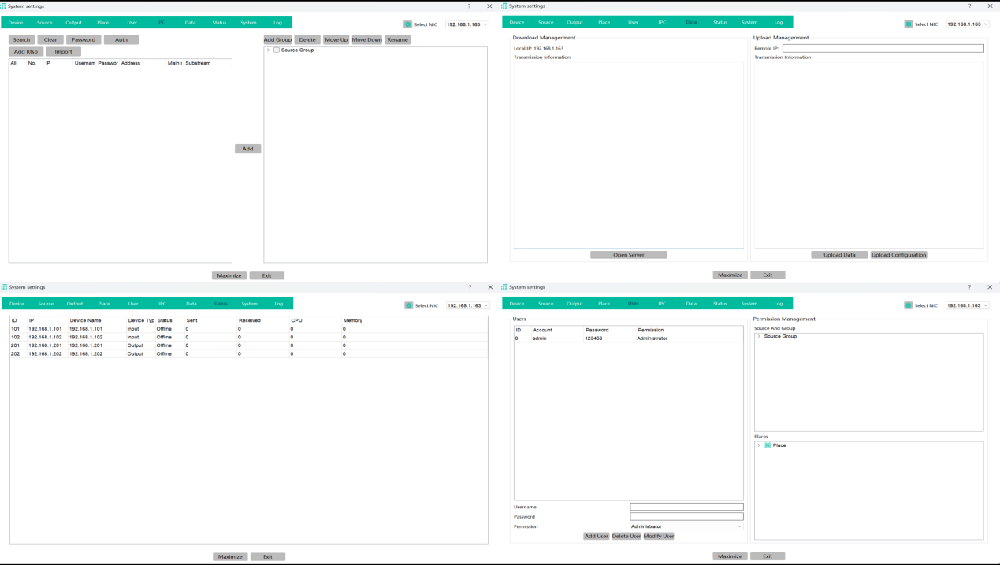 System settings ? ×
Device Source Output Place User IPC Data Status System Log Select NIC 192.168.1.163
Search Clear Password Auth
Add Rtsp Import
All No. IP Usernam Passwor Address Main s Substream
Add
Add Group Delete Move Up Move Down Rename
Source Group
Maximize Exit
System settings ? ×
Device Source Output Place User IPC Data Status System Log Select NIC 192.168.1.163
Download Management
Local IP: 192.168.1.163
Transmission Information
Open Server
Upload Management
Remote IP:
Transmission Information
Upload Data Upload Configuration
Maximize Exit
System settings ? ×
Device Source Output Place User IPC Data Status System Log Select NIC 192.168.1.163
ID IP Device Name Device Typ Status Sent Received CPU Memory
101 192.168.1.101 192.168.1.101 Input Offline 0 0 0 0
102 192.168.1.102 192.168.1.102 Input Offline 0 0 0 0
201 192.168.1.201 192.168.1.201 Output Offline 0 0 0 0
202 192.168.1.202 192.168.1.202 Output Offline 0 0 0 0
Maximize Exit
System settings ? ×
Device Source Output Place User IPC Data Status System Log Select NIC 192.168.1.163
Users
ID Account Password Permission
0 admin 123456 Administrator
Username
Password
Permission Administrator
Add User Delete User Modify User
Permission Management
Source And Group
Source Group
Places
Place
Maximize Exit